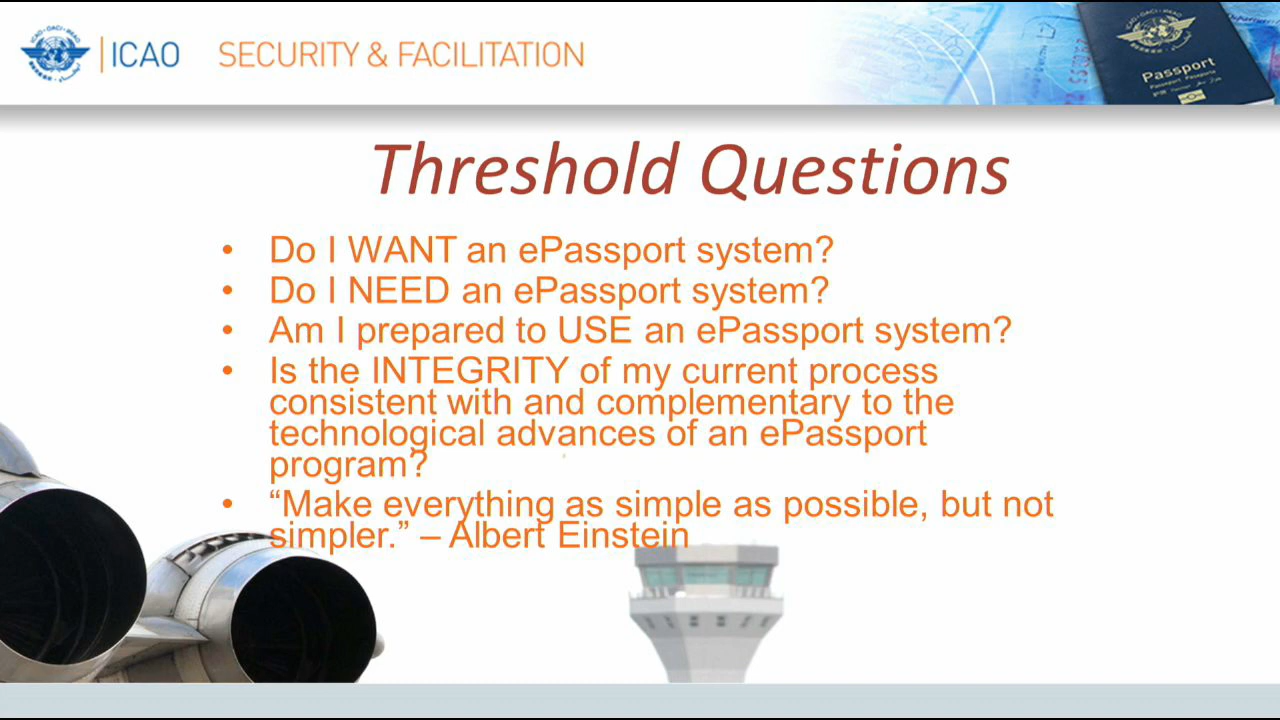 ICAO SECURITY & FACILITATION
Passport
Threshold Questions
• Do I WANT an ePassport system?
• Do I NEED an ePassport system?
• Am I prepared to USE an ePassport system?
• Is the INTEGRITY of my current process
consistent with and complementary to the
technological advances of an ePassport
program?
• “Make everything as simple as possible, but not
simpler.” – Albert Einstein